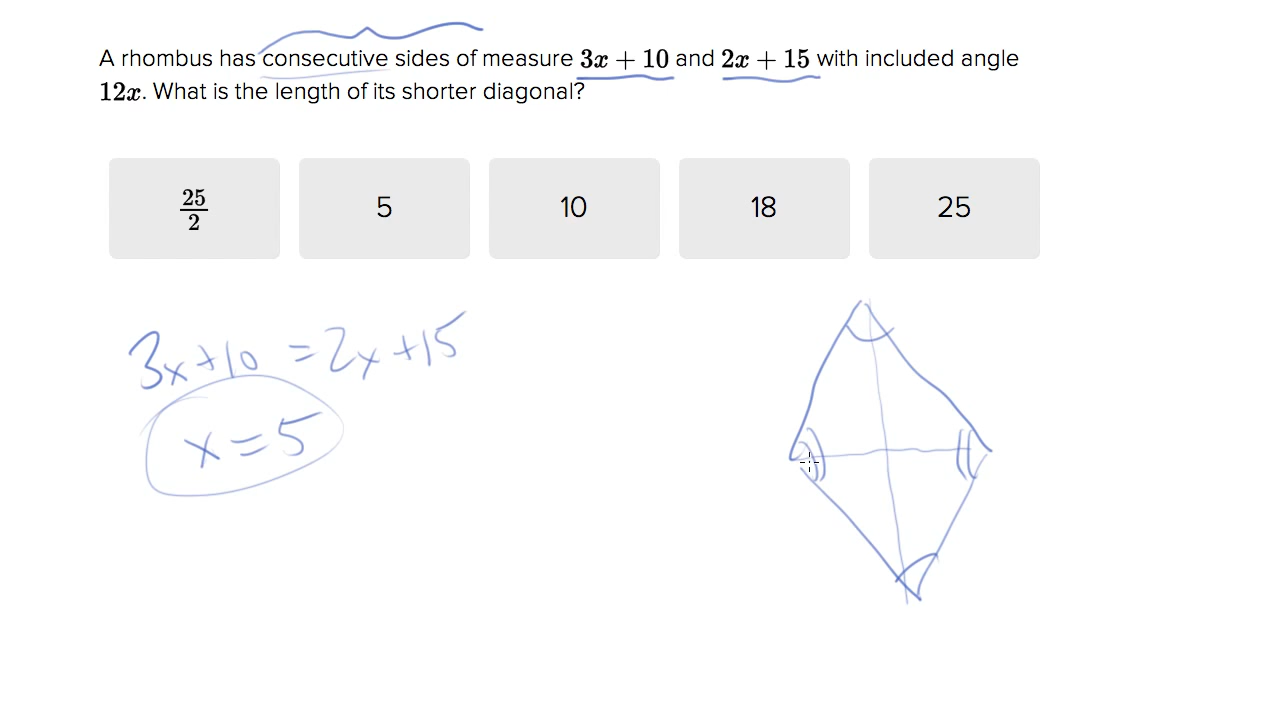 A rhombus has consecutive sides of measure 3x + 10 and 2x + 15 with included angle
12x. What is the length of its shorter diagonal?
25/2 5 10 18 25
3x+10 = 2x+15
x=5